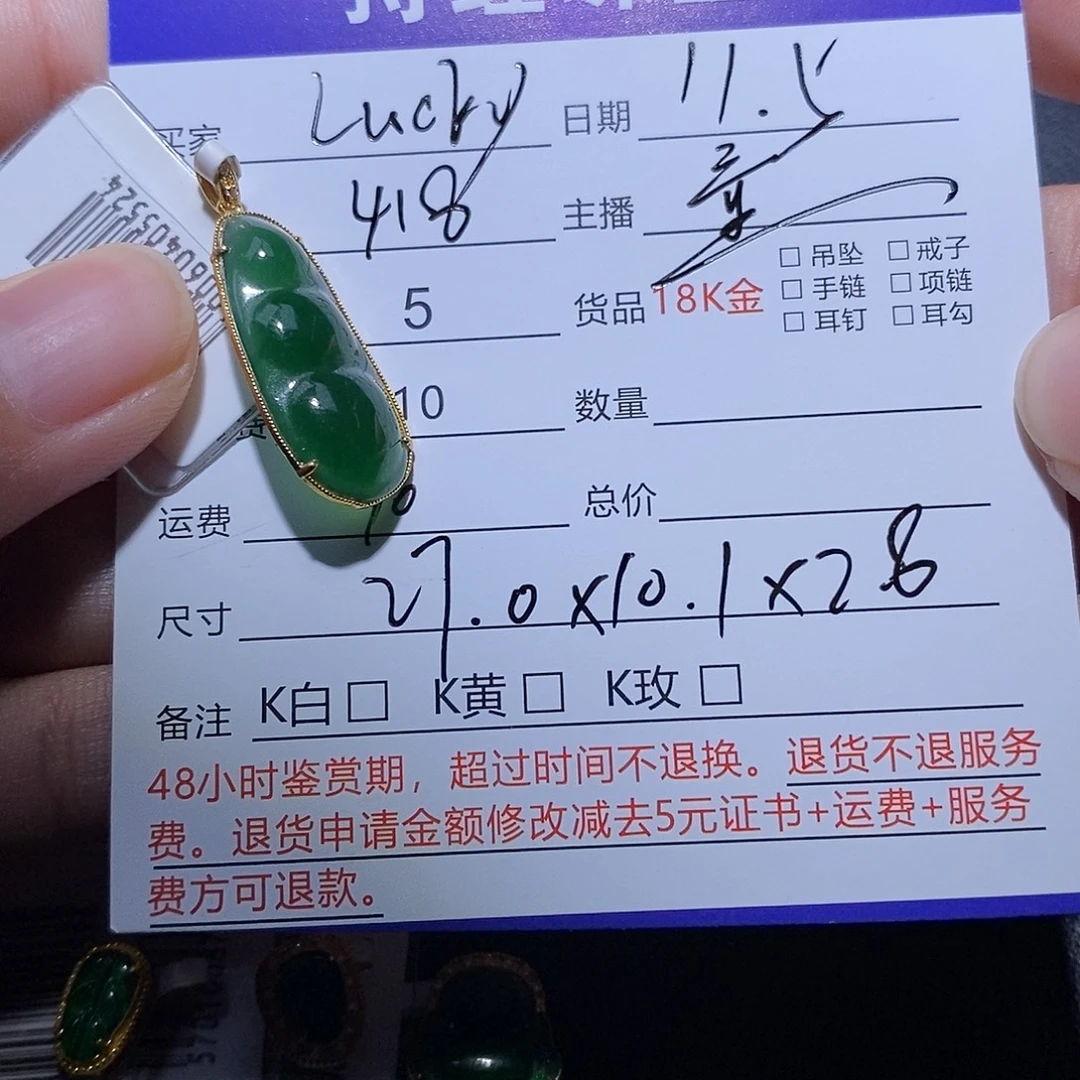 买家 Lucky 日期 11.5
418 主播
5 货品 18K金 □ 吊坠 □ 戒子
□ 手链 □ 项链
□ 耳钉 □ 耳勾
10 数量
运费 10 总价
尺寸 27.0×10.1×28
备注 K白 □ K黄 □ K玫 □
48小时鉴赏期，超过时间不退换。退货不退服务
费。退货申请金额修改减去5元证书+运费+服务
费方可退款。